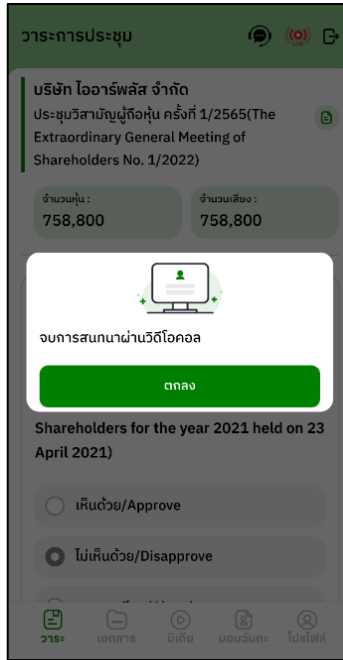 วาระการประชุม
บริษัท ไออาร์พลัส จำกัด
ประชุมวิสามัญผู้ถือหุ้น ครั้งที่ 1/2565(The
Extraordinary General Meeting of
Shareholders No. 1/2022)
จำนวนหุ้น :
758,800
จำนวนเสียง :
758,800
จบการสนทนาผ่านวิดีโอคอล
ตกลง
Shareholders for the year 2021 held on 23
April 2021)
เห็นด้วย/Approve
ไม่เห็นด้วย/Disapprove
วาระ
เอกสาร
มีเดีย
มอบฉันทะ
โปรไฟล์